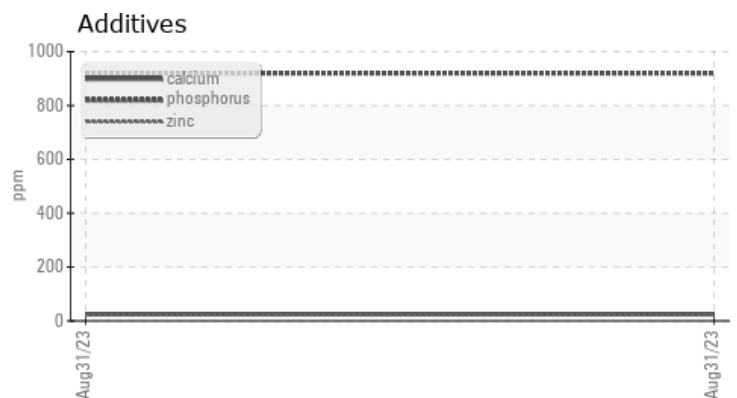 Additives
1000
800
600
400
200
0
ppm
calcium
phosphorus
zinc
Aug31/23
Aug31/23